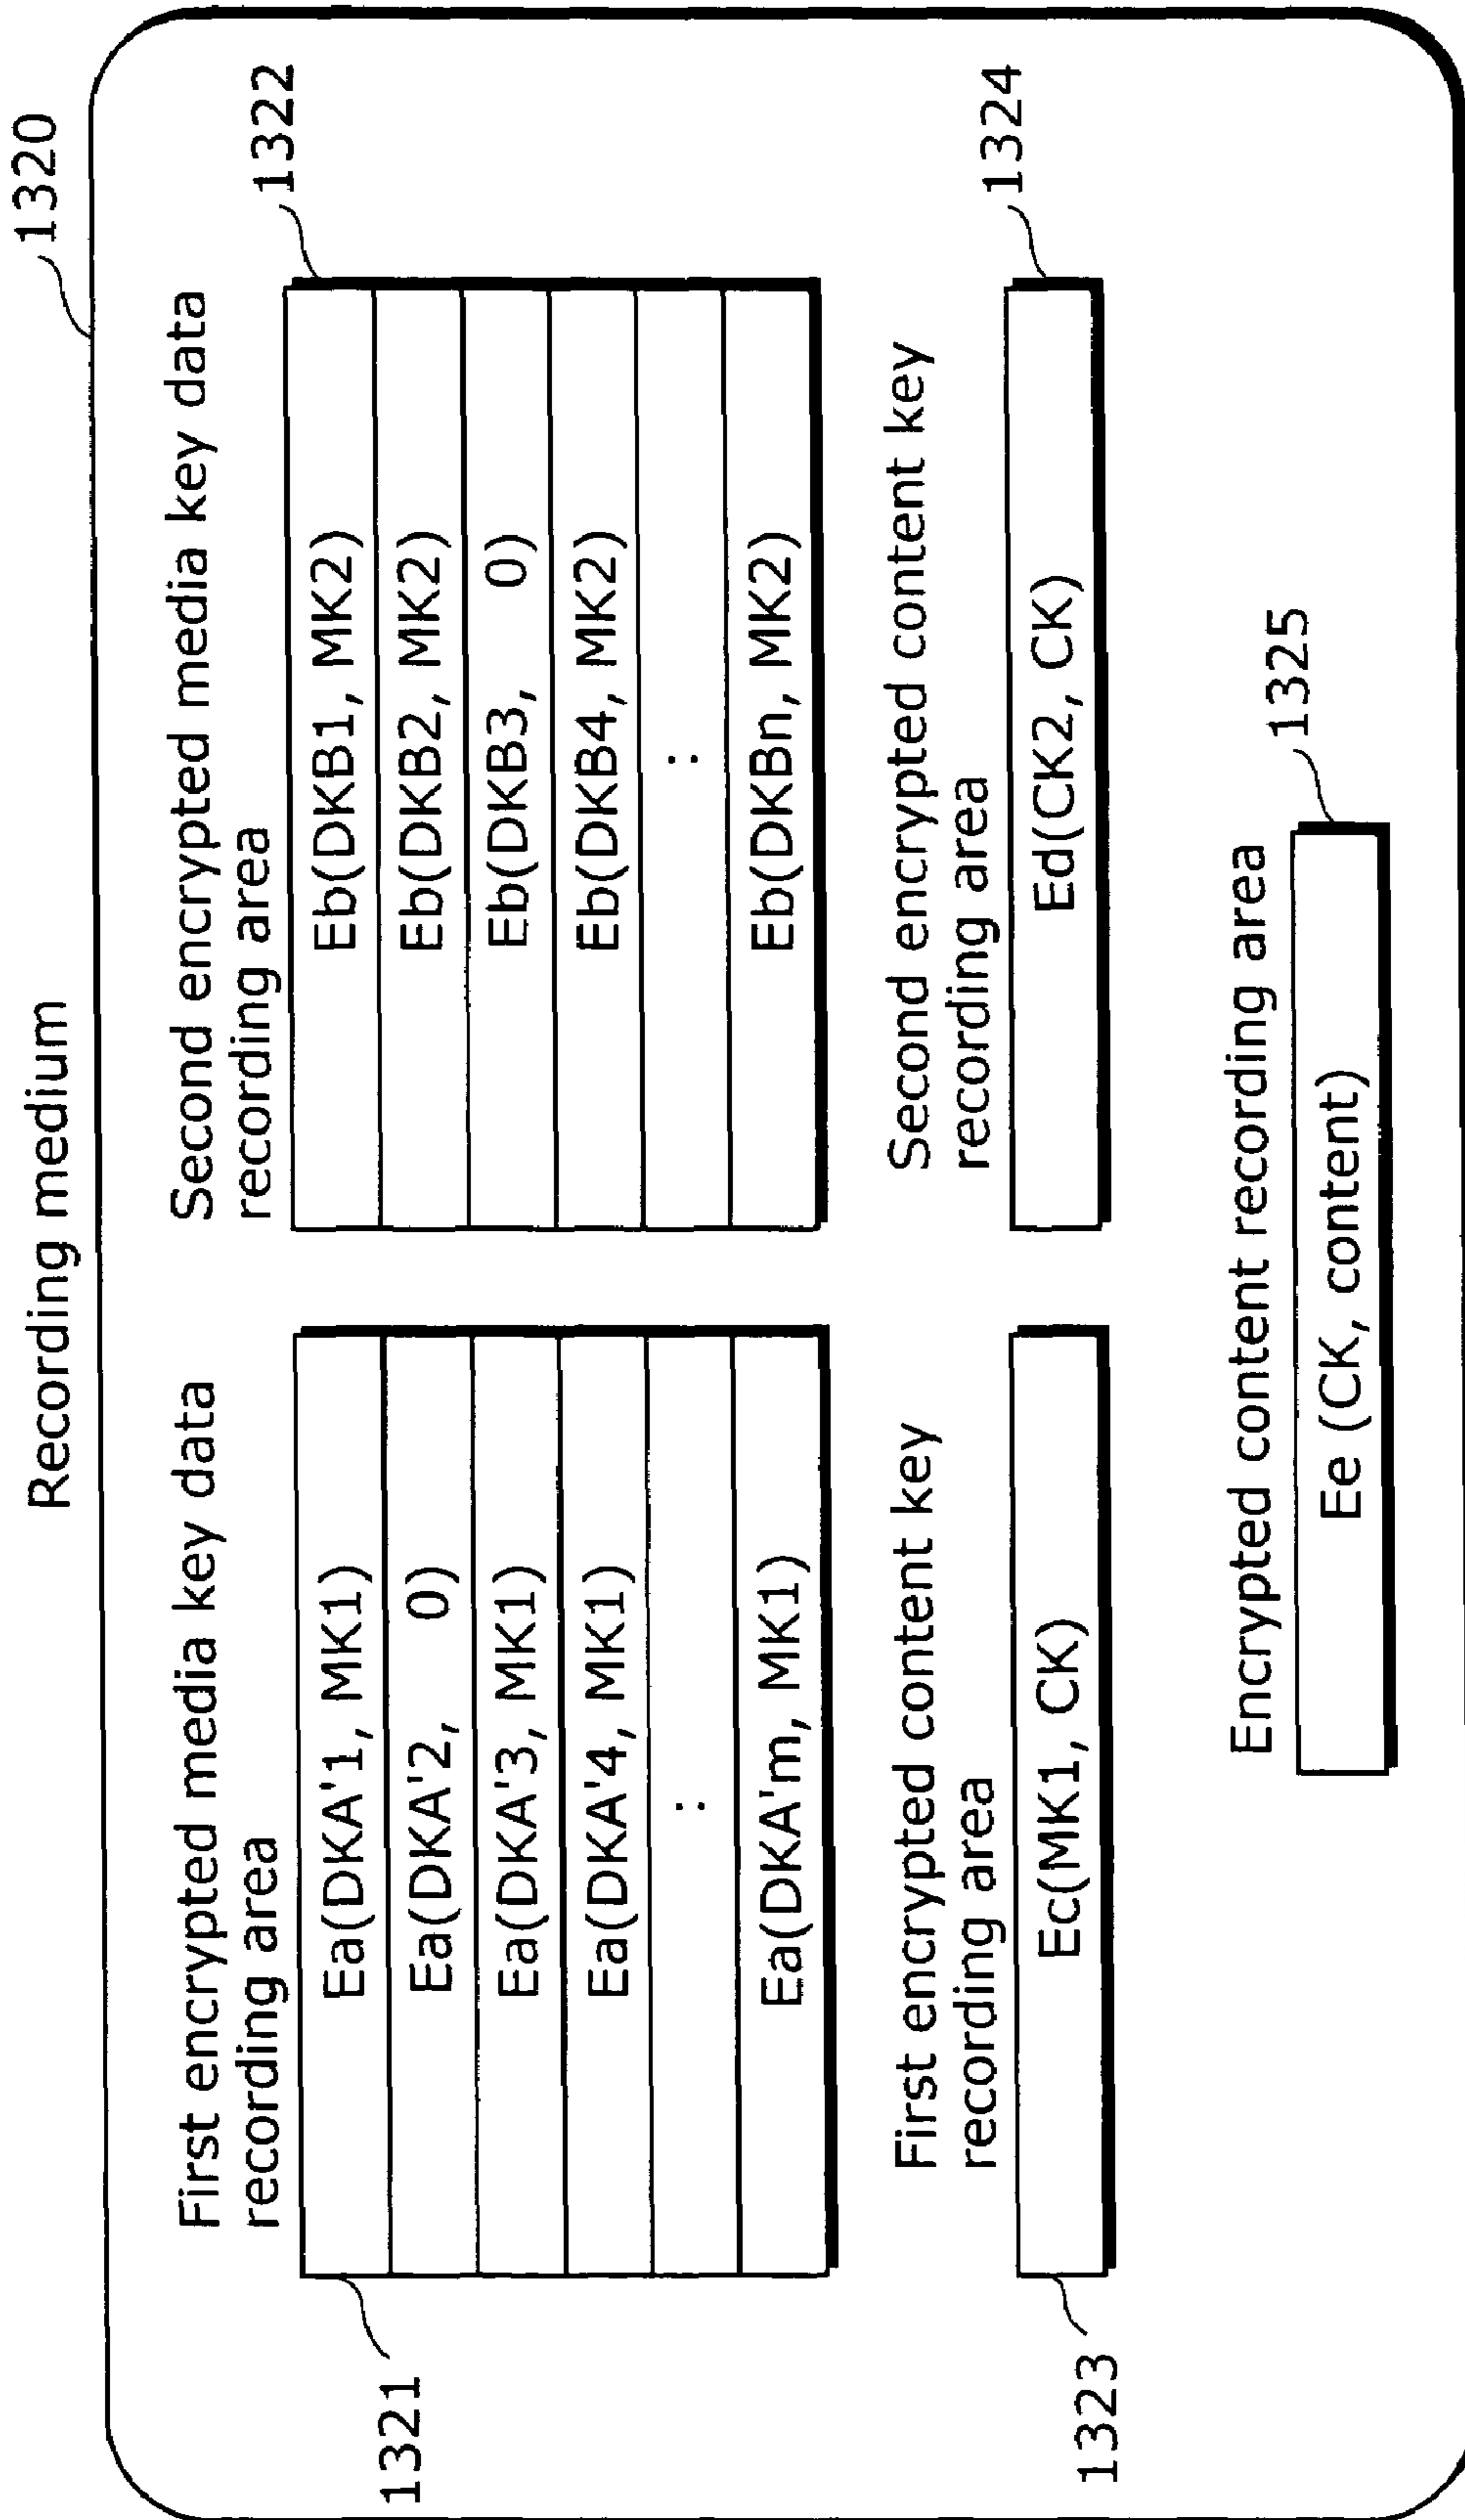 Recording medium
1320
First encrypted media key data
recording area
1321
Ea(DKA'1, MK1)
Ea(DKA'2, 0)
Ea(DKA'3, MK1)
Ea(DKA'4, MK1)
:
Ea(DKA'm, MK1)
Second encrypted media key data
recording area
1322
Eb(DKB1, MK2)
Eb(DKB2, MK2)
Eb(DKB3, 0)
Eb(DKB4, MK2)
:
Eb(DKBn, MK2)
First encrypted content key
recording area
1323
Ec(MK1, CK)
Second encrypted content key
recording area
1324
Ed(CK2, CK)
Encrypted content recording area
1325
Ee (CK, content)